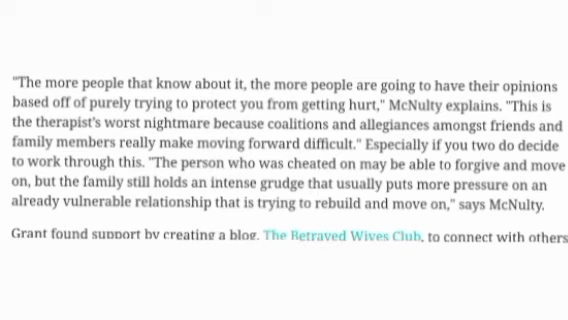 "The more people that know about it, the more people are going to have their opinions
based off of purely trying to protect you from getting hurt," McNulty explains. "This is
the therapist's worst nightmare because coalitions and allegiances amongst friends and
family members really make moving forward difficult." Especially if you two do decide
to work through this. "The person who was cheated on may be able to forgive and move
on, but the family still holds an intense grudge that usually puts more pressure on an
already vulnerable relationship that is trying to rebuild and move on," says McNulty.
Grant found support by creating a blog, The Betrayed Wives Club, to connect with others